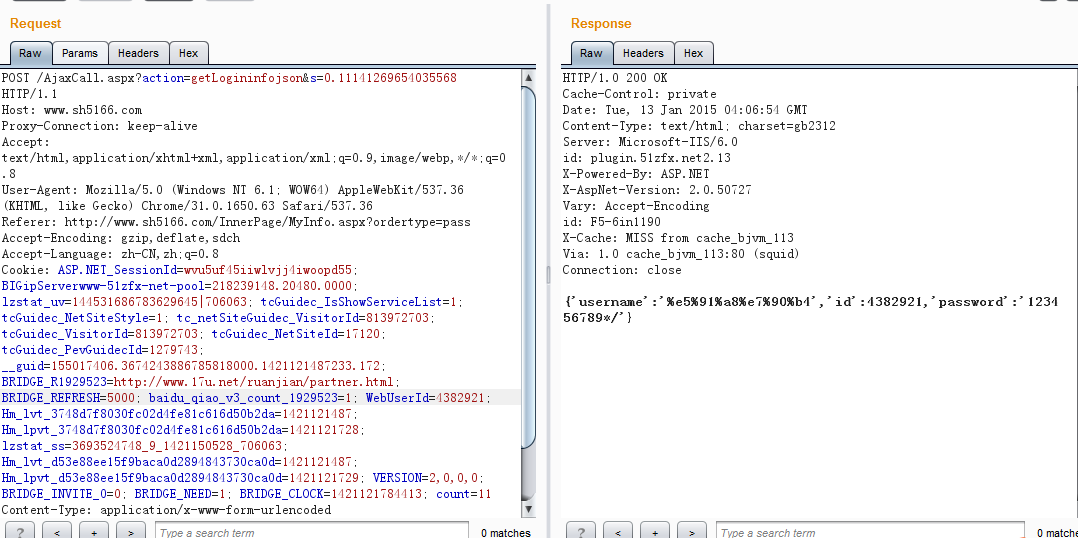 Request
Raw Params Headers Hex
POST /AjaxCall.aspx?action=getLogininfojson&s=0.11141269654035568
HTTP/1.1
Host: www.sh5166.com
Proxy-Connection: keep-alive
Accept:
text/html,application/xhtml+xml,application/xml;q=0.9,image/webp,*/*;q=0
.8
User-Agent: Mozilla/5.0 (Windows NT 6.1; WOW64) AppleWebKit/537.36
(KHTML, like Gecko) Chrome/31.0.1650.63 Safari/537.36
Referer: http://www.sh5166.com/InnerPage/MyInfo.aspx?ordertype=pass
Accept-Encoding: gzip,deflate,sdch
Accept-Language: zh-CN,zh;q=0.8
Cookie: ASP.NET_SessionId=wvu5uf45iiwlvjj4iwoopd55;
BIGipServerwww-51zfx-net-pool=218239148.20480.0000;
lzstat_uv=144531686783629645|706063; tcGuidec_IsShowServiceList=1;
tcGuidec_NetSiteStyle=1; tc_netSiteGuidec_VisitorId=813972703;
tcGuidec_VisitorId=813972703; tcGuidec_NetSiteId=17120;
tcGuidec_PevGuidecId=1279743;
__guid=155017406.3674243886785818000.1421121487233.172;
BRIDGE_R1929523=http://www.17u.net/ruanjian/partner.html;
BRIDGE_REFRESH=5000; baidu_qiao_v3_count_1929523=1; WebUserId=4382921;
Hm_lvt_3748d7f8030fc02d4fe81c616d50b2da=1421121487;
Hm_lpvt_3748d7f8030fc02d4fe81c616d50b2da=1421121728;
lzstat_ss=3693524748_9_1421150528_706063;
Hm_lvt_d53e88ee15f9baca0d2894843730ca0d=1421121487;
Hm_lpvt_d53e88ee15f9baca0d2894843730ca0d=1421121729; VERSION=2,0,0,0;
BRIDGE_INVITE_0=0; BRIDGE_NEED=1; BRIDGE_CLOCK=1421121784413; count=11
Content-Type: application/x-www-form-urlencoded
? < + > Type a search term 0 matches
Response
Raw Headers Hex
HTTP/1.0 200 OK
Cache-Control: private
Date: Tue, 13 Jan 2015 04:06:54 GMT
Content-Type: text/html; charset=gb2312
Server: Microsoft-IIS/6.0
id: plugin.51zfx.net2.13
X-Powered-By: ASP.NET
X-AspNet-Version: 2.0.50727
Vary: Accept-Encoding
id: F5-6in1190
X-Cache: MISS from cache_bjvm_113
Via: 1.0 cache_bjvm_113:80 (squid)
Connection: close
{'username':'%e5%91%a8%e7%90%b4','id':4382921,'password':'1234
56789*/'}
? < + > Type a search term 0 matche